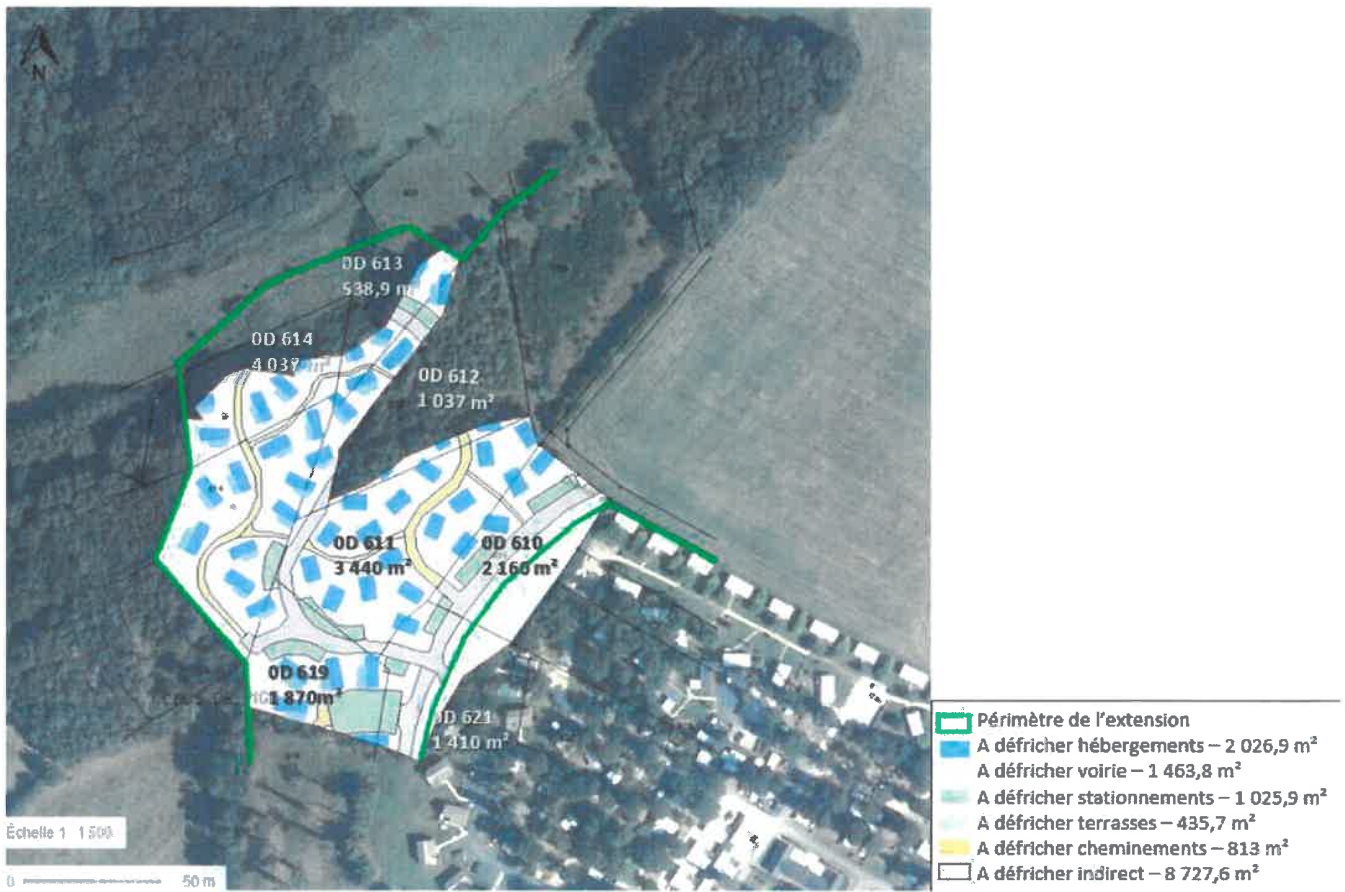 N
0D 613
538,9 m
0D 614
4 037 m²
0D 612
1 037 m²
0D 611
3 440 m²
0D 610
2 160 m²
0D 619
1 870m²
0D 621
1 410 m²
Échelle 1 1 500
0 50 m
Périmètre de l'extension
A défricher hébergements – 2 026,9 m²
A défricher voirie – 1 463,8 m²
A défricher stationnements – 1 025,9 m²
A défricher terrasses – 435,7 m²
A défricher cheminements – 813 m²
A défricher indirect – 8 727,6 m²